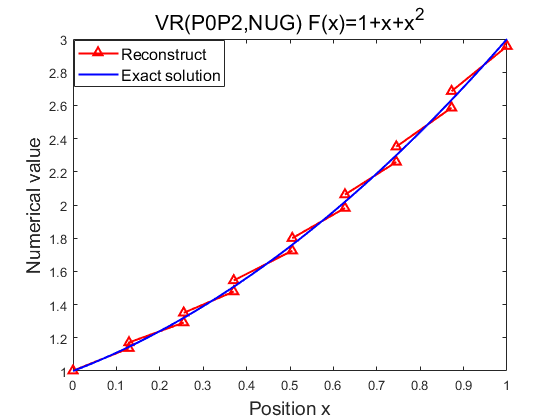 VR(P0P2,NUG) F(x)=1+x+x²
Reconstruct
Exact solution
3
2.8
2.6
2.4
2.2
2
1.8
1.6
1.4
1.2
1
Numerical value
0 0.1 0.2 0.3 0.4 0.5 0.6 0.7 0.8 0.9 1
Position x